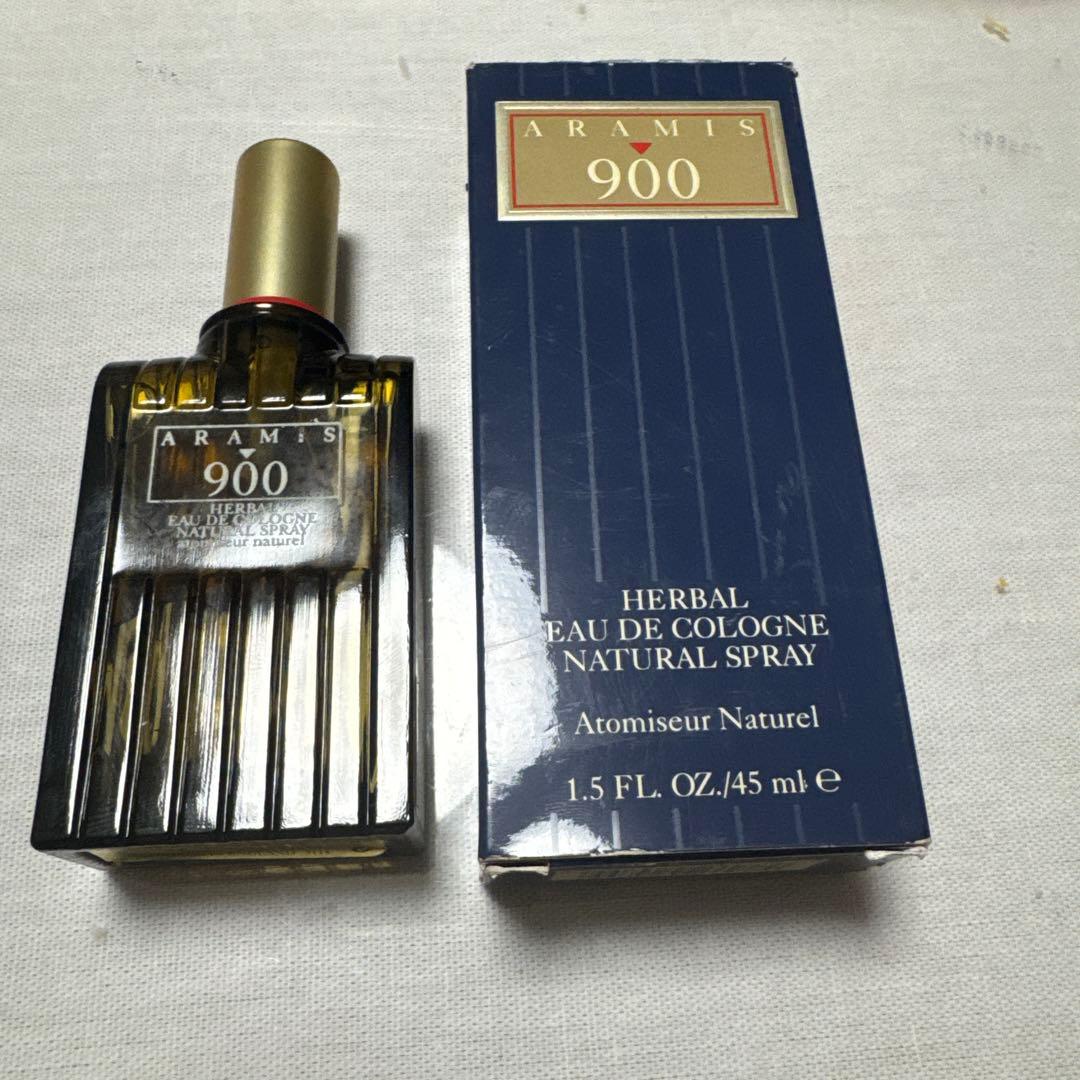 ARAMIS
900
HERBAL
EAU DE COLOGNE
NATURAL SPRAY
atomiseur naturel
ARAMIS
900
HERBAL
EAU DE COLOGNE
NATURAL SPRAY
Atomiseur Naturel
1.5 FL. OZ./45 ml ℮